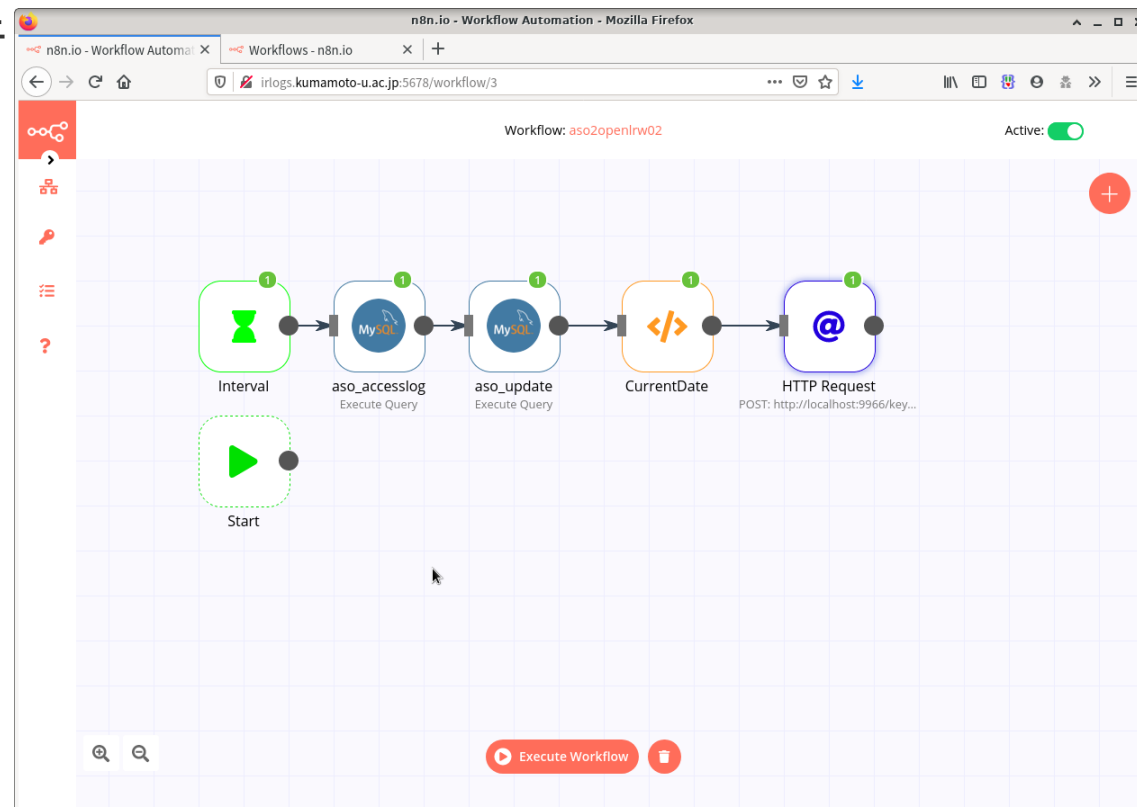 n8n.io - Workflow Automation - Mozilla Firefox
n8n.io - Workflow Automat
Workflows - n8n.io
irlogs.kumamoto-u.ac.jp:5678/workflow/3
Workflow: aso2openlrw02
Active:
1 1 1 1 1
MySQL MySQL </> @
Interval aso_accesslog aso_update CurrentDate HTTP Request
Execute Query Execute Query POST: http://localhost:9966/key...
Start
?
Execute Workflow